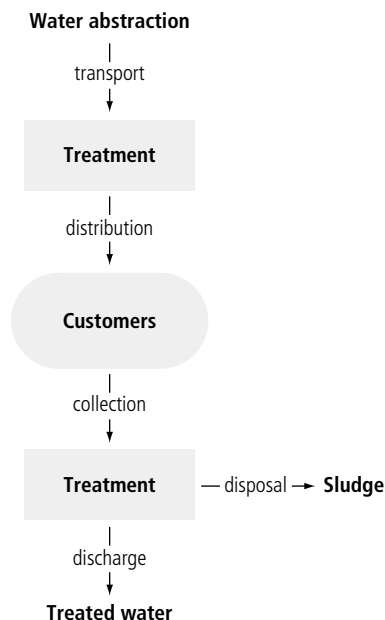 Water abstraction
transport
Treatment
distribution
Customers
collection
Treatment
disposal
Sludge
discharge
Treated water